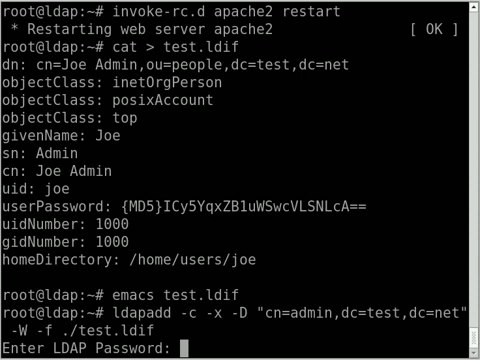 root@ldap:~# invoke-rc.d apache2 restart
 * Restarting web server apache2                [ OK ]
root@ldap:~# cat > test.ldif
dn: cn=Joe Admin,ou=people,dc=test,dc=net
objectClass: inetOrgPerson
objectClass: posixAccount
objectClass: top
givenName: Joe
sn: Admin
cn: Joe Admin
uid: joe
userPassword: {MD5}ICy5YqxZB1uWSwcVLSNLcA==
uidNumber: 1000
gidNumber: 1000
homeDirectory: /home/users/joe
root@ldap:~# emacs test.ldif
root@ldap:~# ldapadd -c -x -D "cn=admin,dc=test,dc=net"
 -W -f ./test.ldif
Enter LDAP Password: